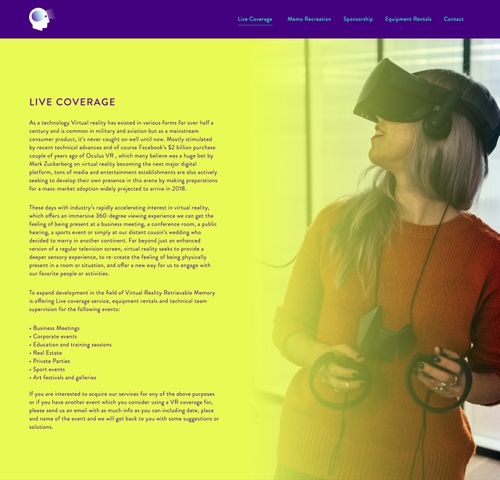 Live Coverage
Memo Recreation
Sponsorship
Equipment Rentals
Contact
LIVE COVERAGE
As a technology Virtual reality has existed in various forms for over half a
century and is common in military and aviation but as a mainstream
consumer product, it's never caught on well until now. Mostly stimulated
by recent technical advances and of course Facebook's $2 billion purchase
couple of years ago of Oculus VR , which many believe was a huge bet by
Mark Zuckerberg on virtual reality becoming the next major digital
platform, tons of media and entertainment establishments are also actively
seeking to develop their own presence in this arena by making preparations
for a mass-market adoption widely projected to arrive in 2018.
These days with industry's rapidly accelerating interest in virtual reality,
which offers an immersive 360-degree viewing experience we can get the
feeling of being present at a business meeting, a conference room, a public
hearing, a sports event or simply at our distant cousin's wedding who
decided to marry in another continent. Far beyond just an enhanced
version of a regular television screen, virtual reality seeks to provide a
deeper sensory experience, to re-create the feeling of being physically
present in a room or situation, and offer a new way for us to engage with
our favorite people or activities.
To expand development in the field of Virtual Reality Retrievable Memory
is offering Live coverage service, equipment rentals and technical team
supervision for the following events:
• Business Meetings
• Corporate events
• Education and training sessions
• Real Estate
• Private Parties
• Sport events
• Art festivals and galleries
If you are interested to acquire our services for any of the above purposes
or if you have another event which you consider using a VR coverage for,
please send us an email with as much info as you can including date, place
and name of the event and we will get back to you with some suggestions or
solutions.